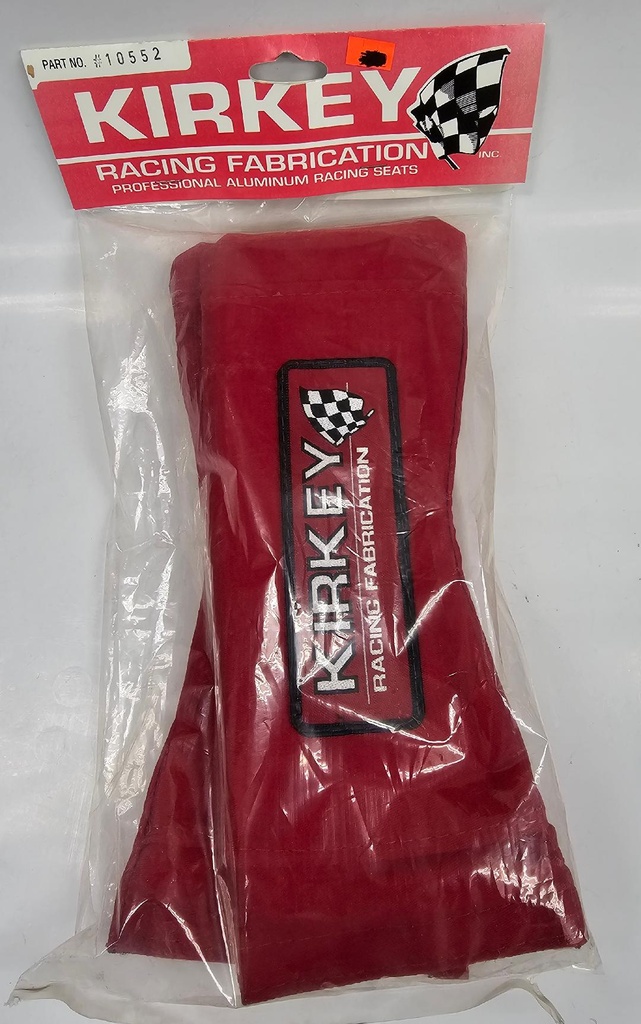 PART NO. #10552
KIRKEY
RACING FABRICATION INC.
PROFESSIONAL ALUMINUM RACING SEATS
KIRKEY
RACING FABRICATION